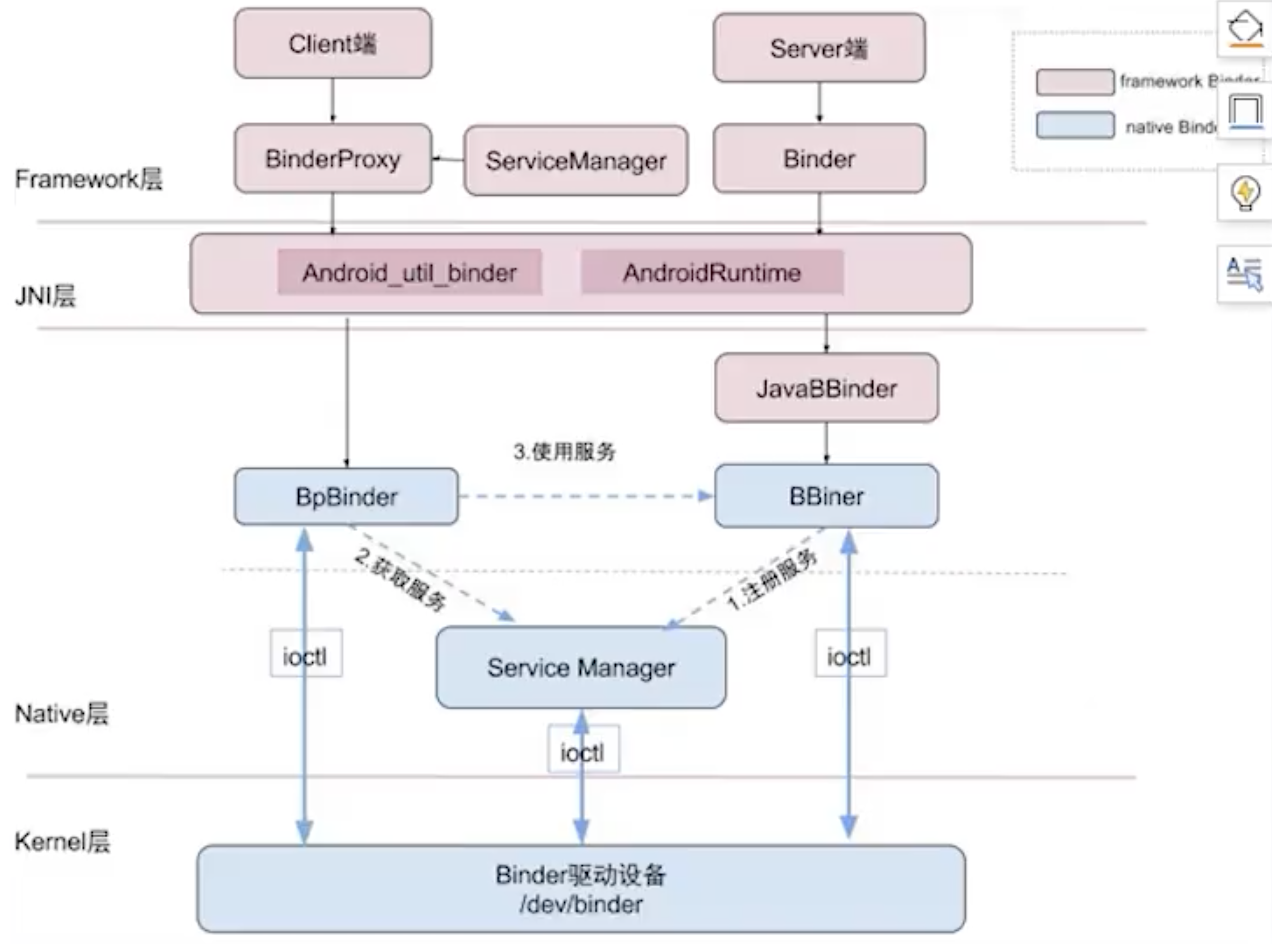 Client端
Server端
framework Binder
BinderProxy
ServiceManager
Binder
native
Framework层
Android_util_binder
AndroidRuntime
JNI层
JavaBBinder
3.使用服务
BpBinder
BBiner
2.获取服务
1.注册服务
ioctl
Service Manager
ioctl
Native层
ioctl
Kernel层
Binder驱动设备
/dev/binder